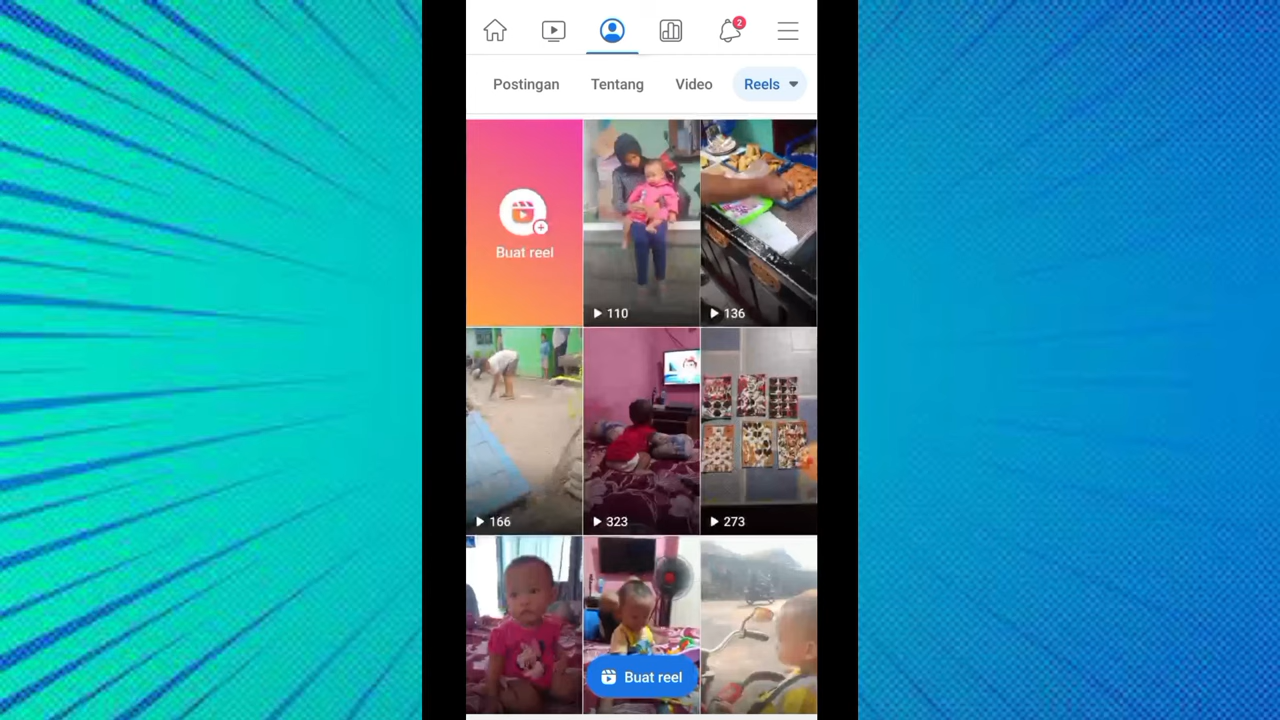 2
Postingan Tentang Video Reels
Buat reel
110
136
166
323
273
Buat reel